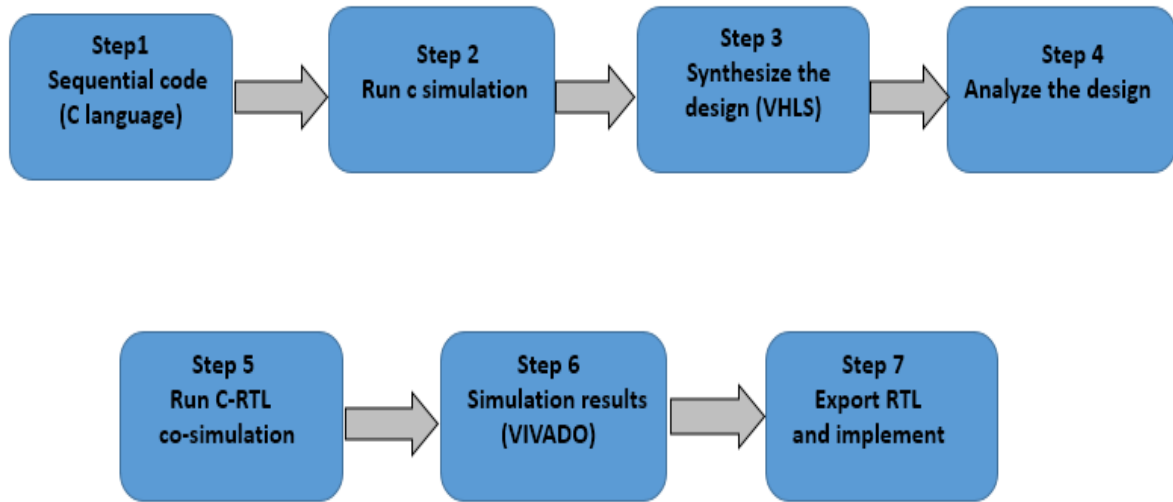 Step1
Sequential code
(C language)
Step 2
Run c simulation
Step 3
Synthesize the
design (VHLS)
Step 4
Analyze the design
Step 5
Run C-RTL
co-simulation
Step 6
Simulation results
(VIVADO)
Step 7
Export RTL
and implement